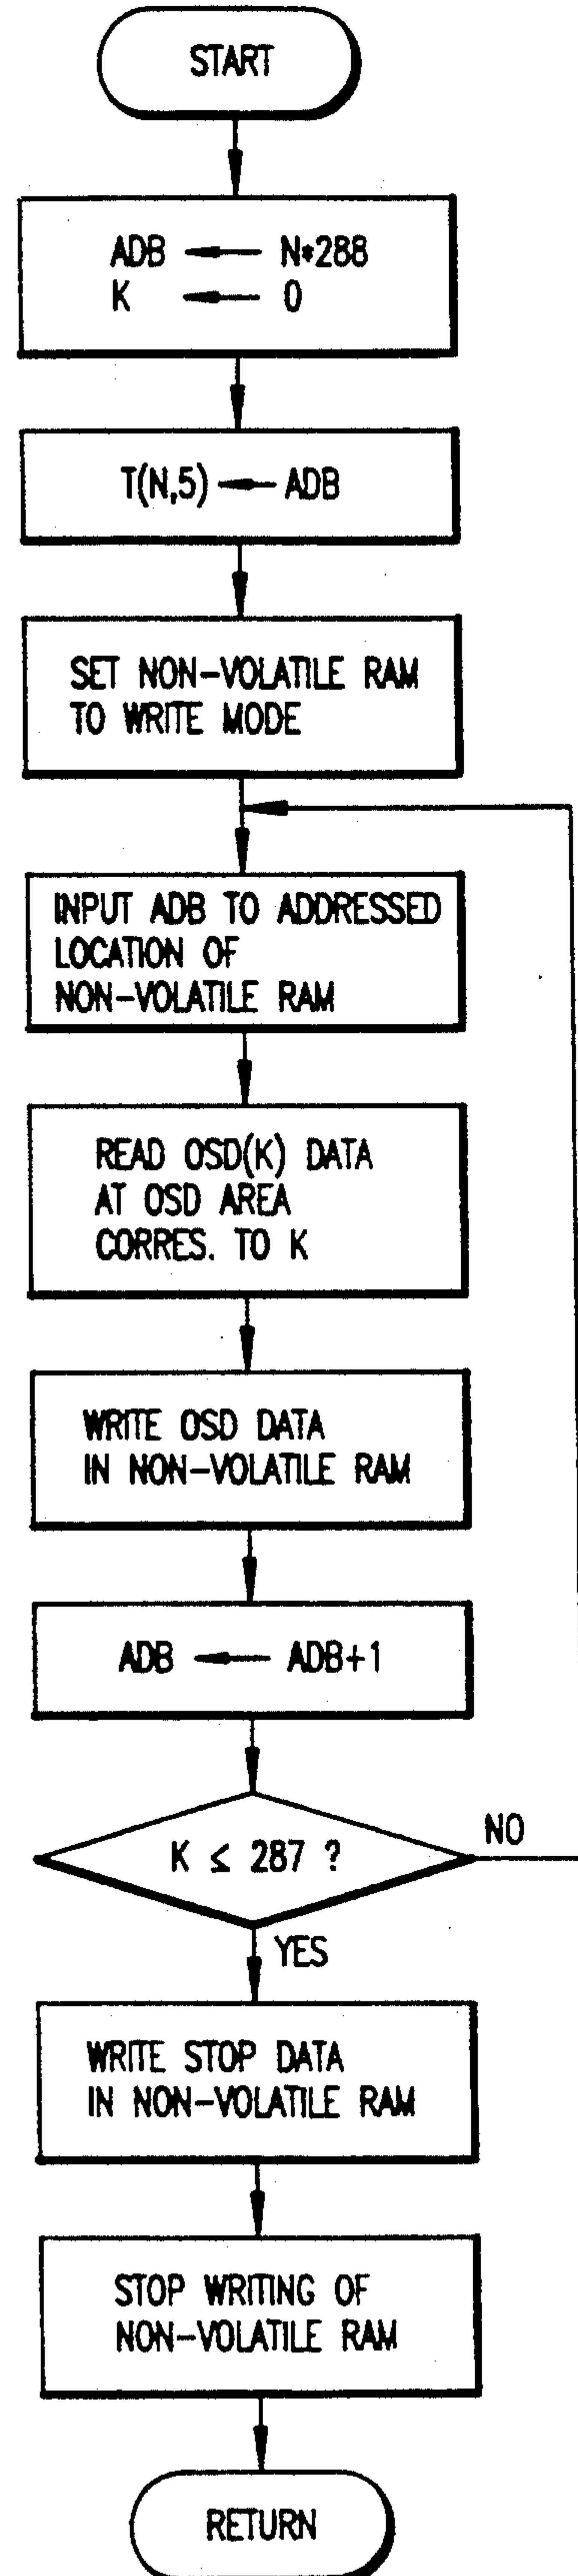 START
ADB ← N*288
K ← 0
T(N,5) ← ADB
SET NON-VOLATILE RAM
TO WRITE MODE
INPUT ADB TO ADDRESSED
LOCATION OF
NON-VOLATILE RAM
READ OSD(K) DATA
AT OSD AREA
CORRES. TO K
WRITE OSD DATA
IN NON-VOLATILE RAM
ADB ← ADB+1
K ≤ 287 ?
NO
YES
WRITE STOP DATA
IN NON-VOLATILE RAM
STOP WRITING OF
NON-VOLATILE RAM
RETURN